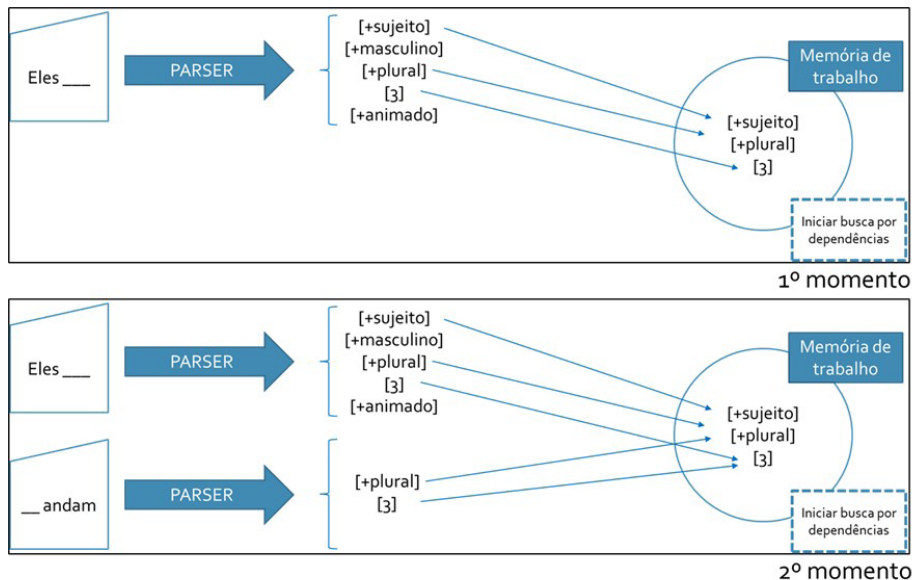 Eles ___
PARSER
[+sujeito]
[+masculino]
[+plural]
[3]
[+animado]
Memória de
trabalho
[+sujeito]
[+plural]
[3]
Iniciar busca por
dependências
1º momento
Eles ___
PARSER
[+sujeito]
[+masculino]
[+plural]
[3]
[+animado]
__ andam
PARSER
[+plural]
[3]
Memória de
trabalho
[+sujeito]
[+plural]
[3]
Iniciar busca por
dependências
2º momento